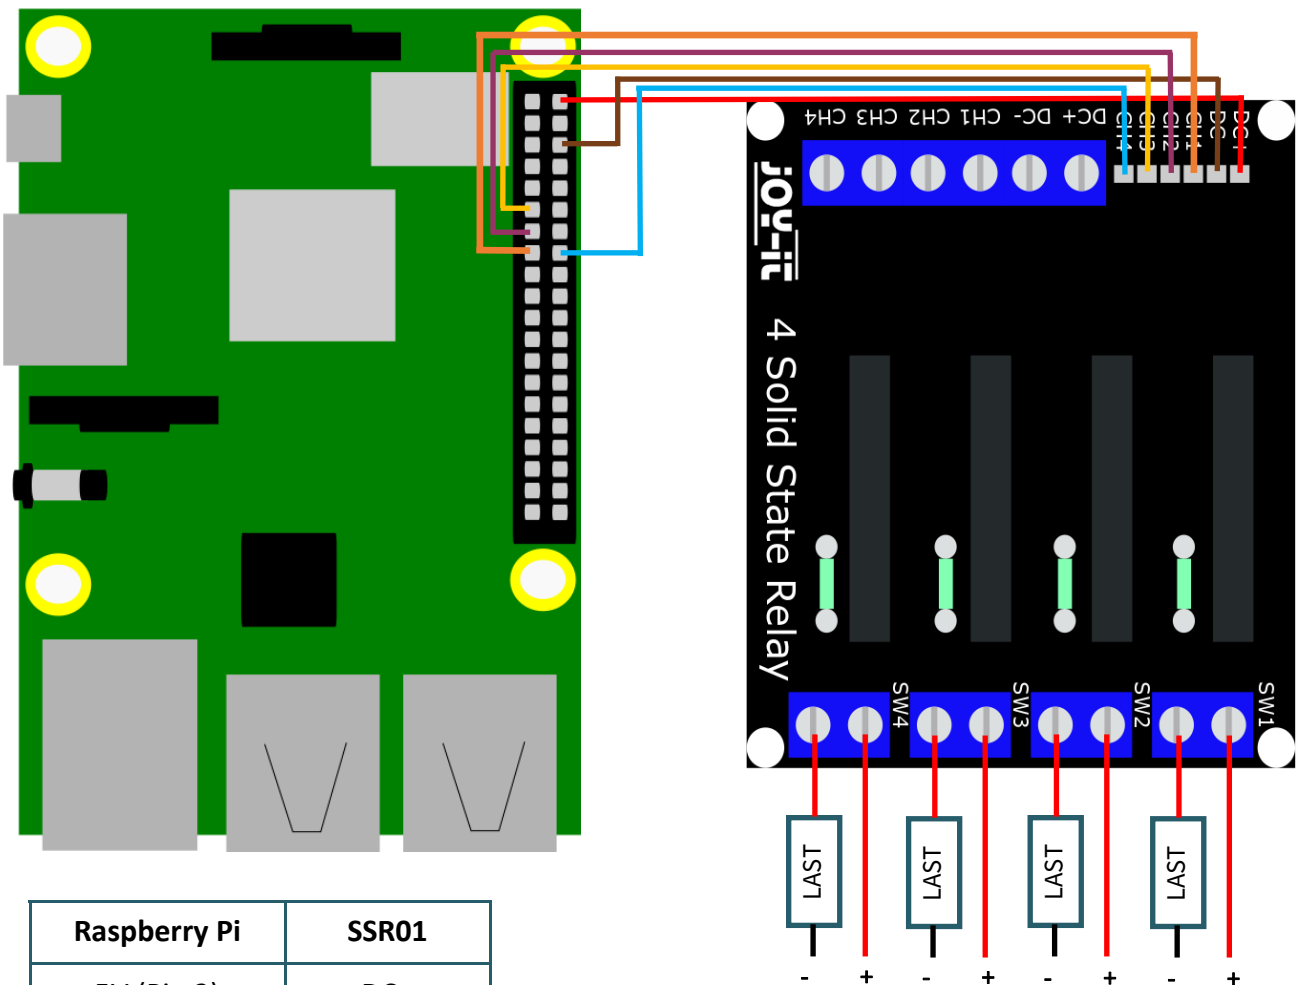 CH4 CH3 CH2 CH1 DC- DC+
CH4
CH3
CH2
CH1
DC-
DC+
joy-it
4 Solid State Relay
SW4
SW3
SW2
SW1
LAST
LAST
LAST
LAST
- + - + - + - +
Raspberry Pi SSR01